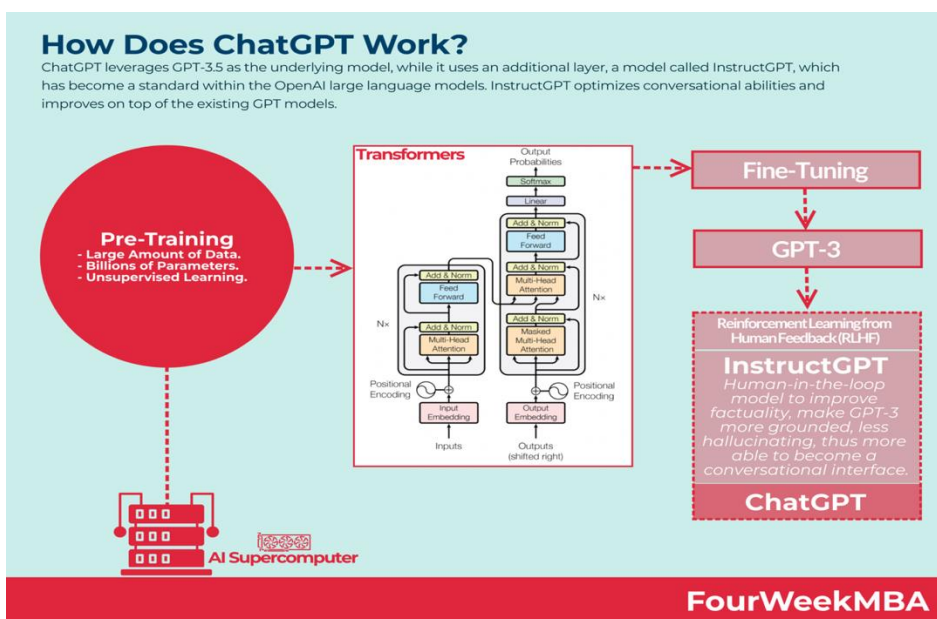 How Does ChatGPT Work?
ChatGPT leverages GPT-3.5 as the underlying model, while it uses an additional layer, a model called InstructGPT, which
has become a standard within the OpenAI large language models. InstructGPT optimizes conversational abilities and
improves on top of the existing GPT models.
Pre-Training
- Large Amount of Data.
- Billions of Parameters.
- Unsupervised Learning.
AI Supercomputer
Transformers
Output
Probabilities
Softmax
Linear
Add & Norm
Feed
Forward
Add & Norm
Multi-Head
Attention
Add & Norm
Masked
Multi-Head
Attention
Nx
Positional
Encoding
Output
Embedding
Outputs
(shifted right)
Add & Norm
Feed
Forward
Add & Norm
Multi-Head
Attention
Nx
Positional
Encoding
Input
Embedding
Inputs
Fine-Tuning
GPT-3
Reinforcement Learning from
Human Feedback (RLHF)
InstructGPT
Human-in-the-loop
model to improve
factuality, make GPT-3
more grounded, less
hallucinating, thus more
able to become a
conversational interface.
ChatGPT
FourWeekMBA